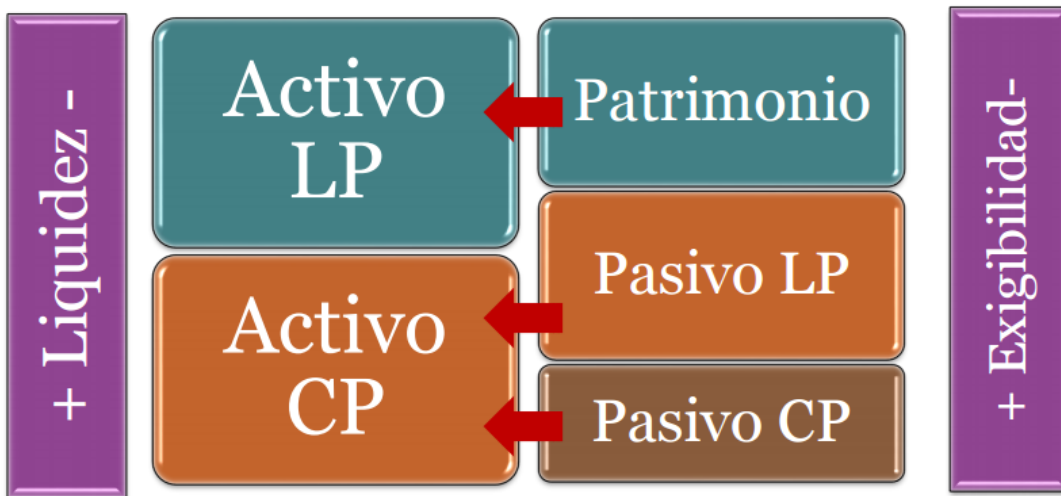 + Liquidez -
Activo
LP
Patrimonio
Pasivo LP
Activo
CP
Pasivo CP
+ Exigibilidad-